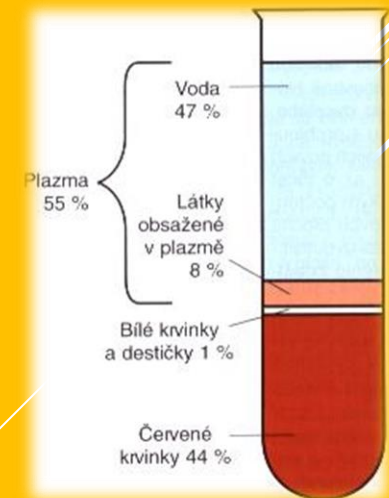 Voda
47 %
Plazma
55 %
Látky
obsažené
v plazmě
8 %
Bílé krvinky
a destičky 1 %
Červené
krvinky 44 %